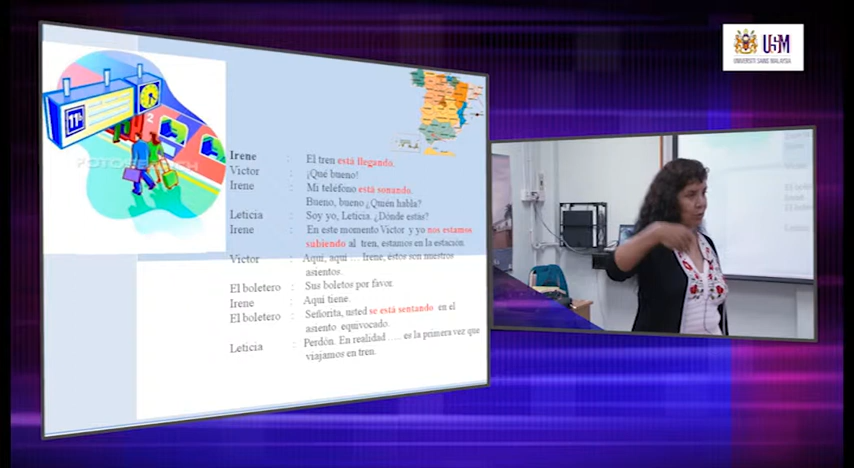 USM
UNIVERSITI SAINS MALAYSIA
11
2
FOTOSEARCH
Irene : El tren está llegando.
Victor : ¡Qué bueno!
Irene : Mi telefono está sonando.
Bueno, bueno ¿Quién habla?
Leticia : Soy yo, Leticia. ¿Dónde estás?
Irene : En este momento Victor y yo nos estamos
subiendo al tren, estamos en la estación.
Victor : Aquí, aquí .... Irene, éstos son nuestros
asientos.
El boletero : Sus boletos por favor.
Irene : Aquí tiene.
El boletero : Señorita, usted se está sentando en el
asiento equivocado.
Leticia : Perdón. En realidad ..... es la primera vez que
viajamos en tren.